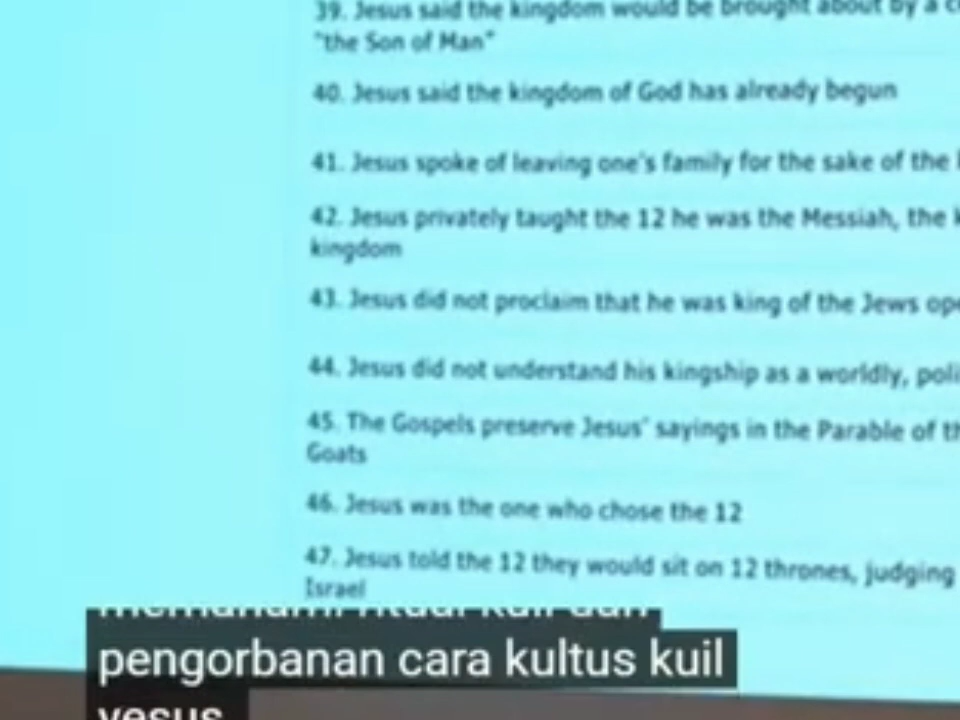 39. Jesus said the kingdom would be brought about by a
"the Son of Man"
40. Jesus said the kingdom of God has already begun
41. Jesus spoke of leaving one's family for the sake of the
42. Jesus privately taught the 12 he was the Messiah, the
kingdom
43. Jesus did not proclaim that he was king of the Jews
44. Jesus did not understand his kingship as a worldly,
45. The Gospels preserve Jesus' sayings in the Parable of
Goats
46. Jesus was the one who chose the 12
47. Jesus told the 12 they would sit on 12 thrones, judging
Israel
pengorbanan cara kultus kuil
yesus